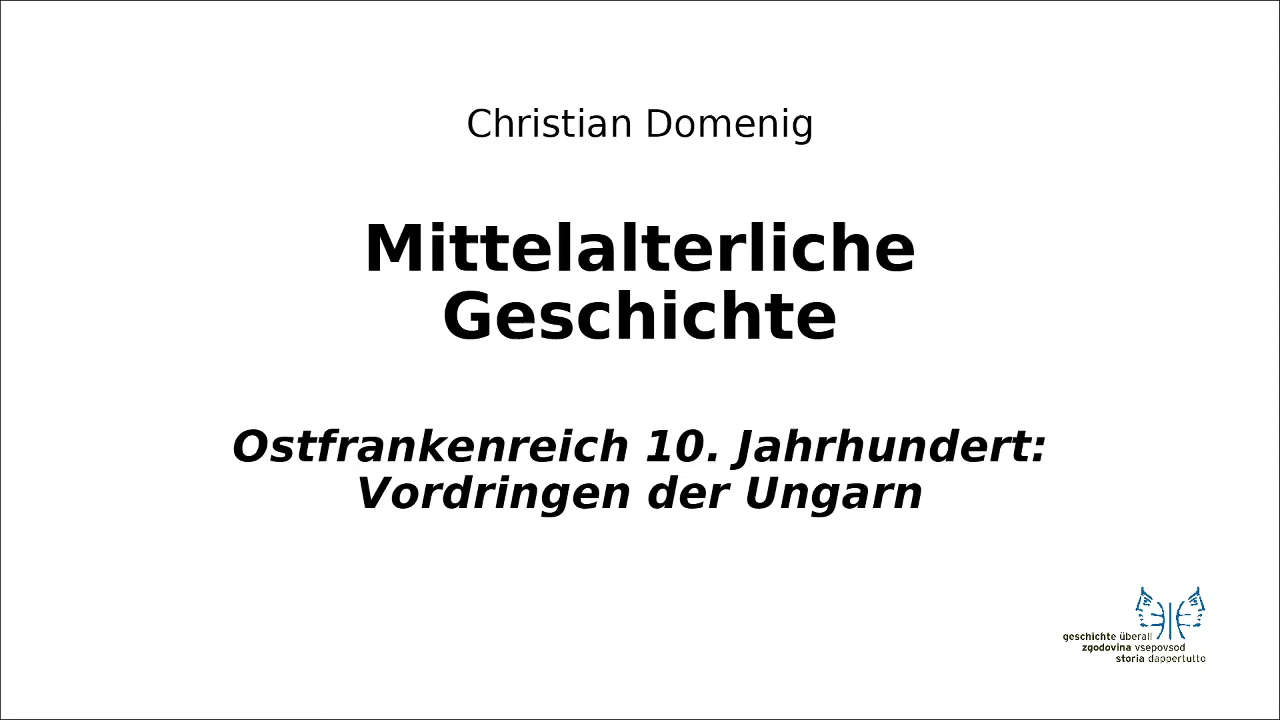 Christian Domenig
Mittelalterliche
Geschichte
Ostfrankenreich 10. Jahrhundert:
Vordringen der Ungarn
geschichte überall
zgodovina vsepovsod
storia dappertutto